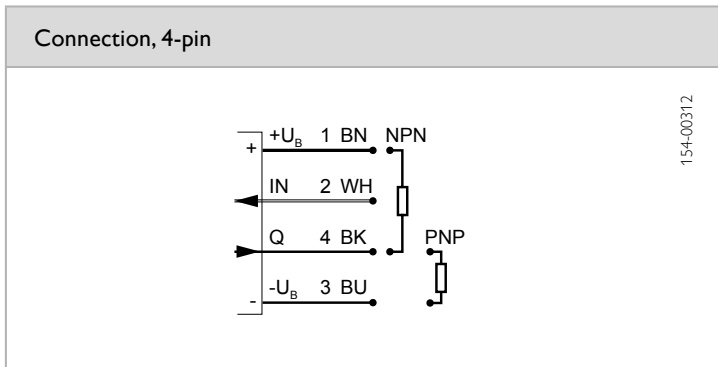 Connection, 4-pin
154-00312
+U_B 1 BN NPN
+
IN 2 WH
Q 4 BK PNP
-U_B 3 BU
-